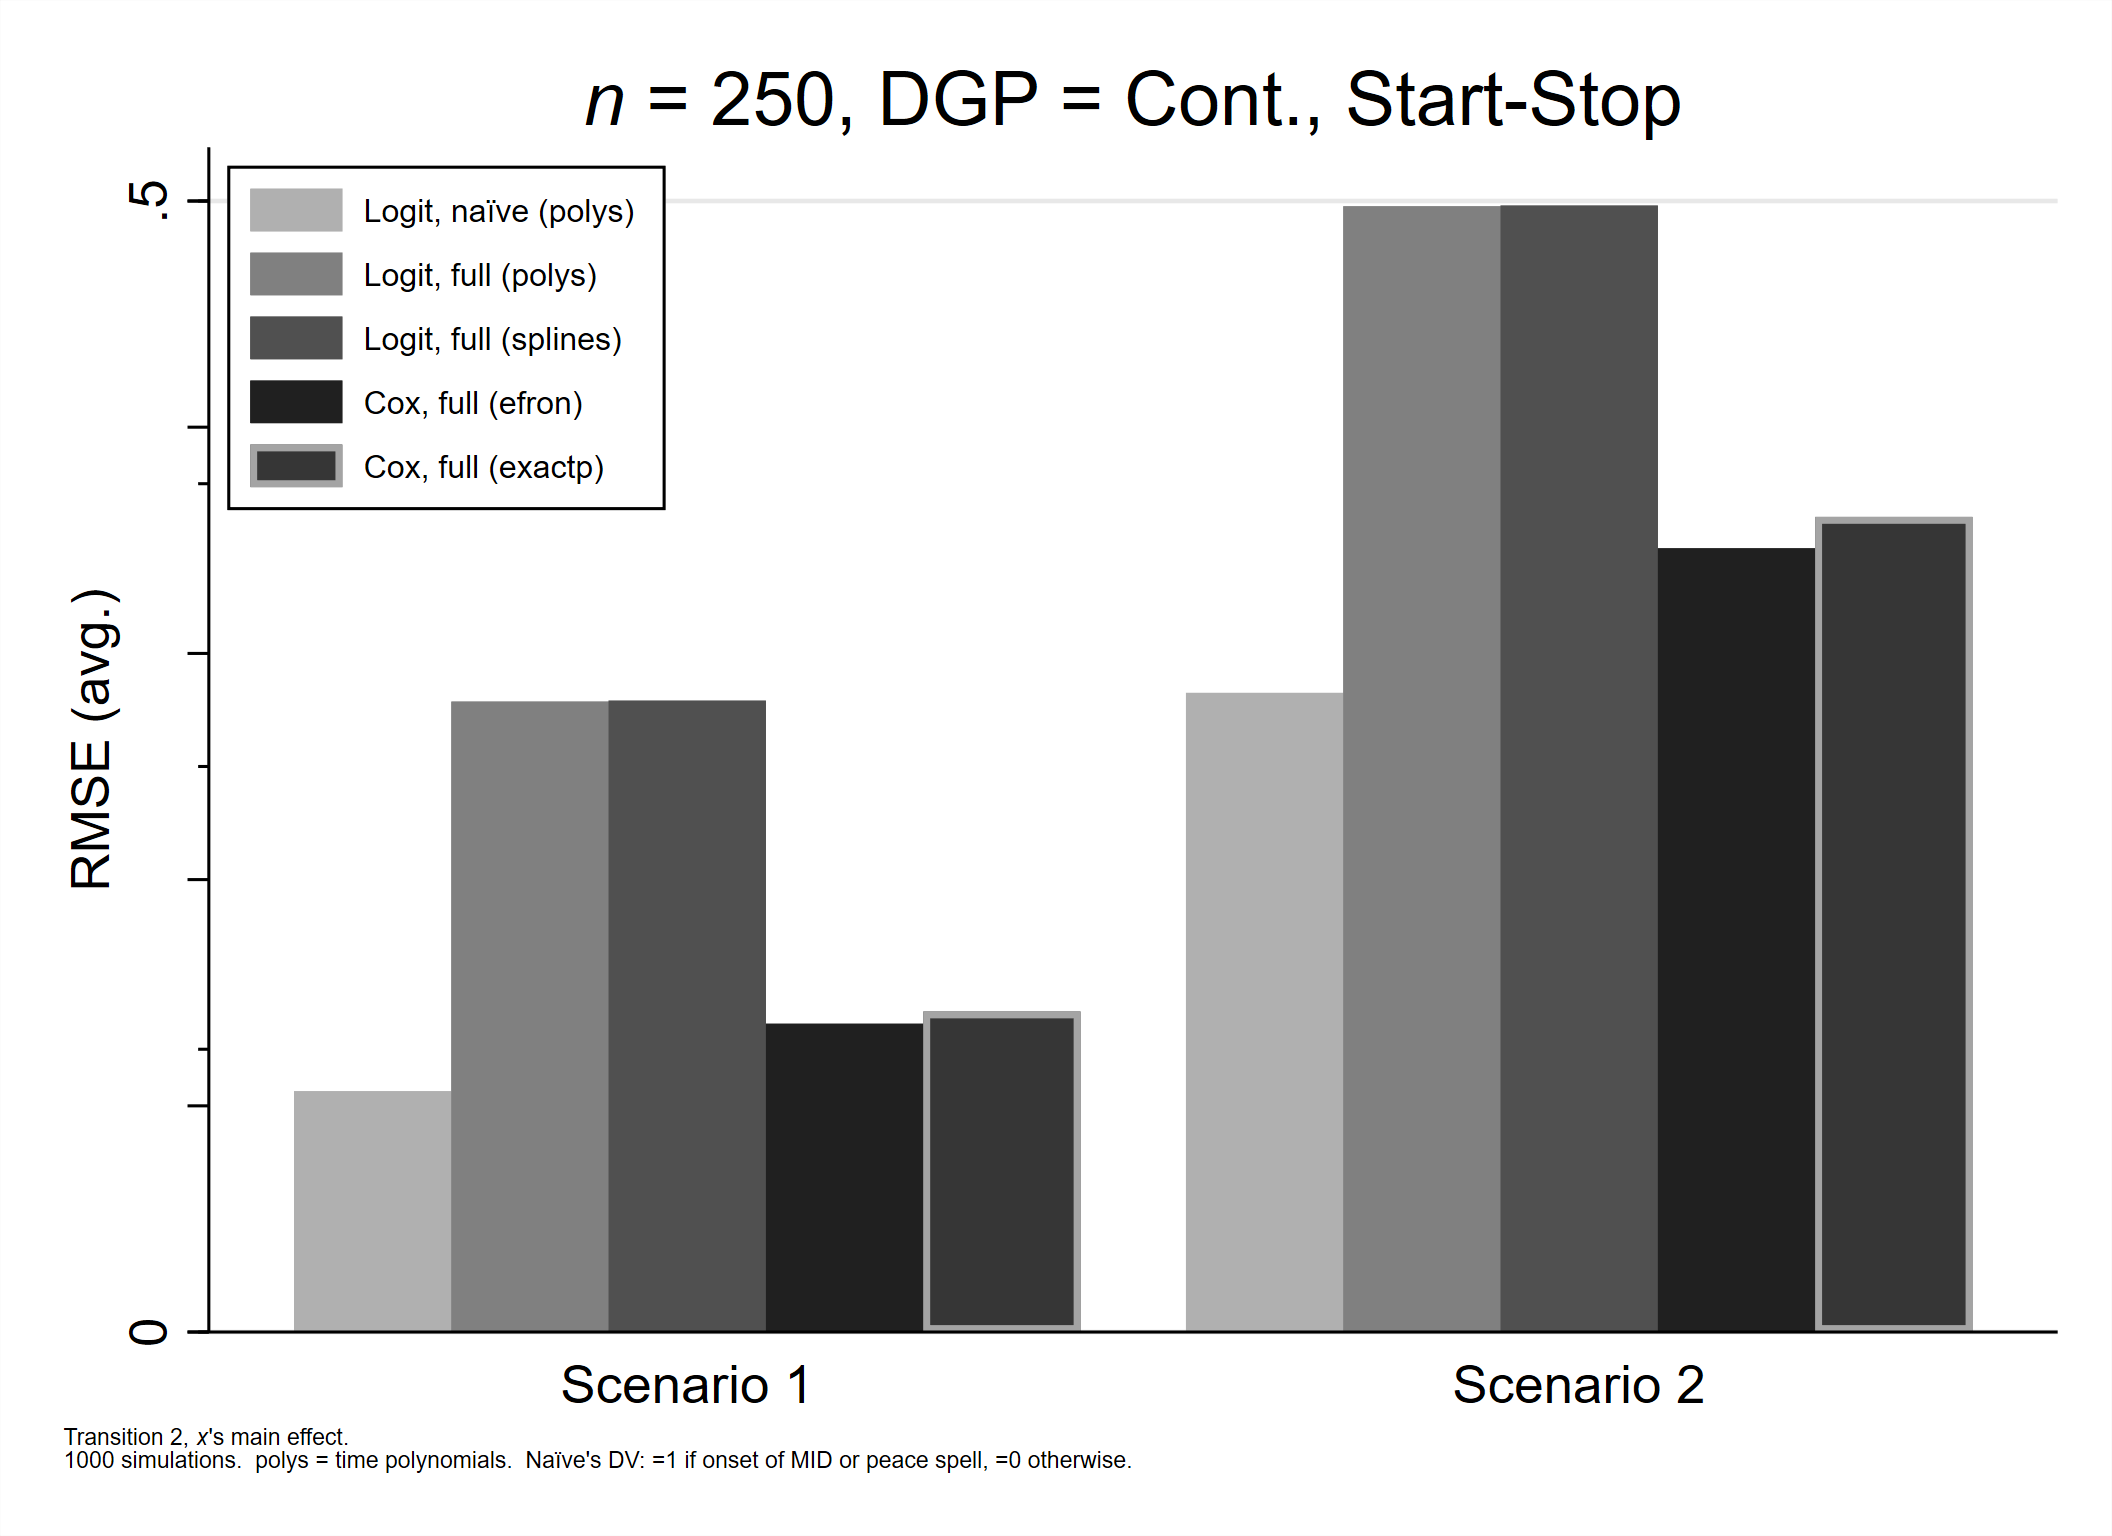 n = 250, DGP = Cont., Start-Stop
.5
Logit, naïve (polys)
Logit, full (polys)
Logit, full (splines)
Cox, full (efron)
Cox, full (exactp)
RMSE (avg.)
0
Scenario 1
Scenario 2
Transition 2, x's main effect.
1000 simulations.  polys = time polynomials.  Naïve's DV: =1 if onset of MID or peace spell, =0 otherwise.